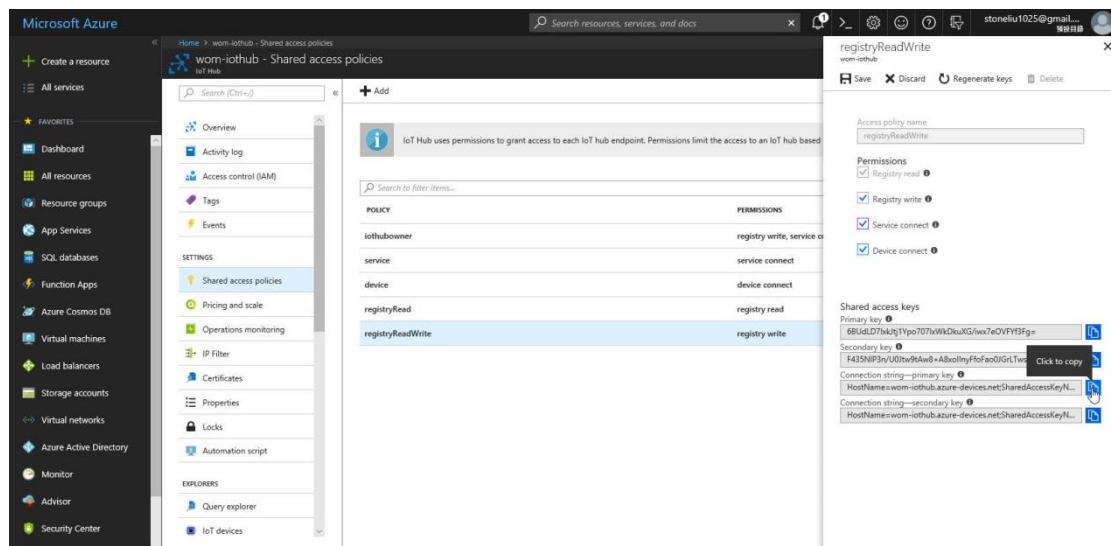 Microsoft Azure
Search resources, services, and docs
stoneliu1025@gmail....
預設目錄
Create a resource
All services
FAVORITES
Dashboard
All resources
Resource groups
App Services
SQL databases
Function Apps
Azure Cosmos DB
Virtual machines
Load balancers
Storage accounts
Virtual networks
Azure Active Directory
Monitor
Advisor
Security Center
Home > wom-iothub - Shared access policies
wom-iothub - Shared access policies
IoT Hub
Search (Ctrl+/)
Overview
Activity log
Access control (IAM)
Tags
Events
SETTINGS
Shared access policies
Pricing and scale
Operations monitoring
IP Filter
Certificates
Properties
Locks
Automation script
EXPLORERS
Query explorer
IoT devices
Add
IoT Hub uses permissions to grant access to each IoT hub endpoint. Permissions limit the access to an IoT hub based
Search to filter items...
POLICY PERMISSIONS
iothubowner registry write, service
service service connect
device device connect
registryRead registry read
registryReadWrite registry write
registryReadWrite
wom-iothub
Save Discard Regenerate keys Delete
Access policy name
registryReadWrite
Permissions
Registry read
Registry write
Service connect
Device connect
Shared access keys
Primary key
Secondary key
Click to copy
Connection string—primary key
HostName=wom-iothub.azure-devices.net;SharedAccessKeyN...
Connection string—secondary key
HostName=wom-iothub.azure-devices.net;SharedAccessKeyN...